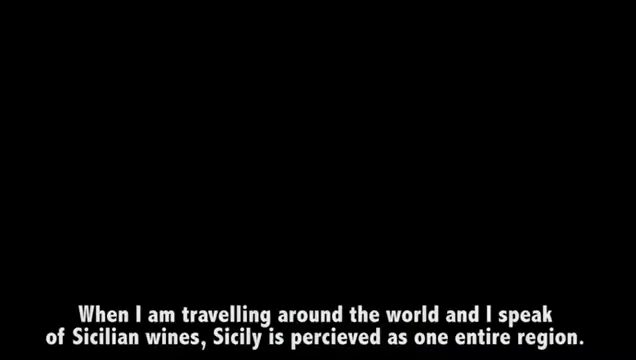 When I am travelling around the world and I speak
of Sicilian wines, Sicily is percieved as one entire region.